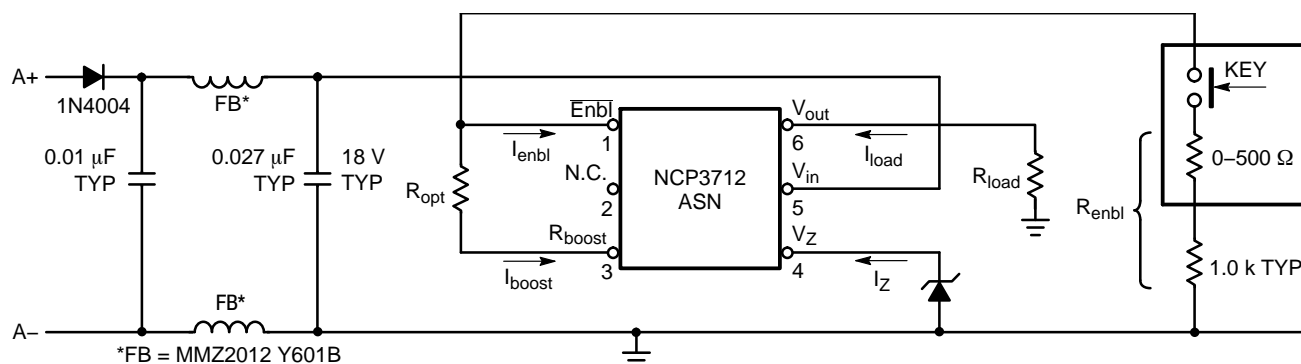 A+
1N4004
FB*
0.01 μF
TYP
0.027 μF
TYP
18 V
TYP
Enbl
1
I_enbl
N.C.
2
R_opt
R_boost
3
I_boost
NCP3712
ASN
V_out
6
I_load
V_in
5
V_Z
4
I_Z
R_load
KEY
0–500 Ω
R_enbl
1.0 k TYP
FB*
A–
*FB = MMZ2012 Y601B